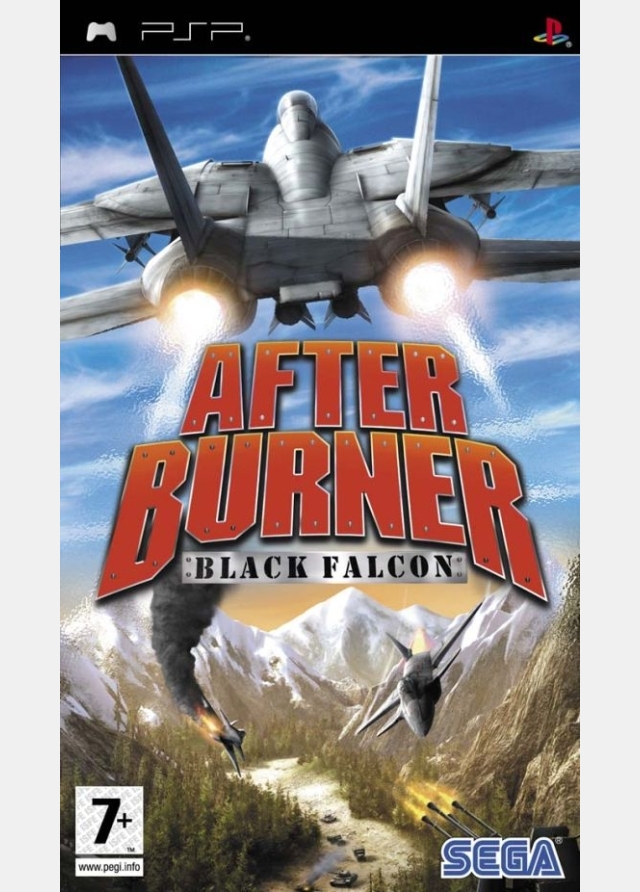 PSP
AFTER
BURNER
BLACK FALCON
7+
www.pegi.info
SEGA